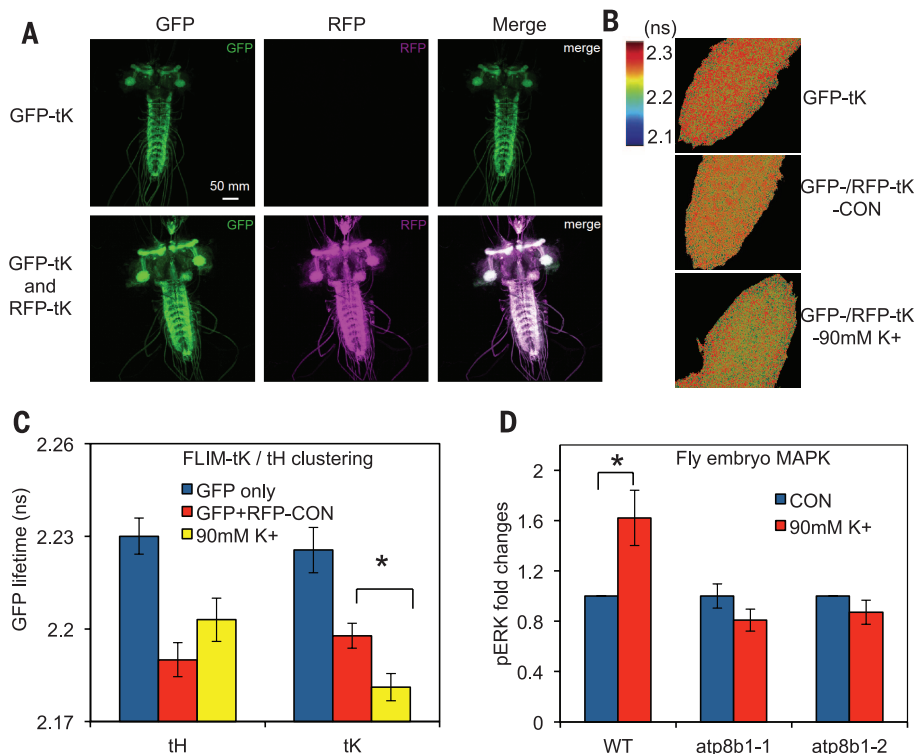 A
GFP
RFP
Merge
GFP-tK
GFP
RFP
merge
50 mm
GFP-tK
and
RFP-tK
GFP
RFP
merge
B
(ns)
2.3
2.2
2.1
GFP-tK
GFP-/RFP-tK
-CON
GFP-/RFP-tK
-90mM K+
C
FLIM-tK / tH clustering
GFP only
GFP+RFP-CON
90mM K+
*
GFP lifetime (ns)
2.26
2.23
2.2
2.17
tH
tK
D
Fly embryo MAPK
CON
90mM K+
*
pERK fold changes
2
1.6
1.2
0.8
0.4
0
WT
atp8b1-1
atp8b1-2